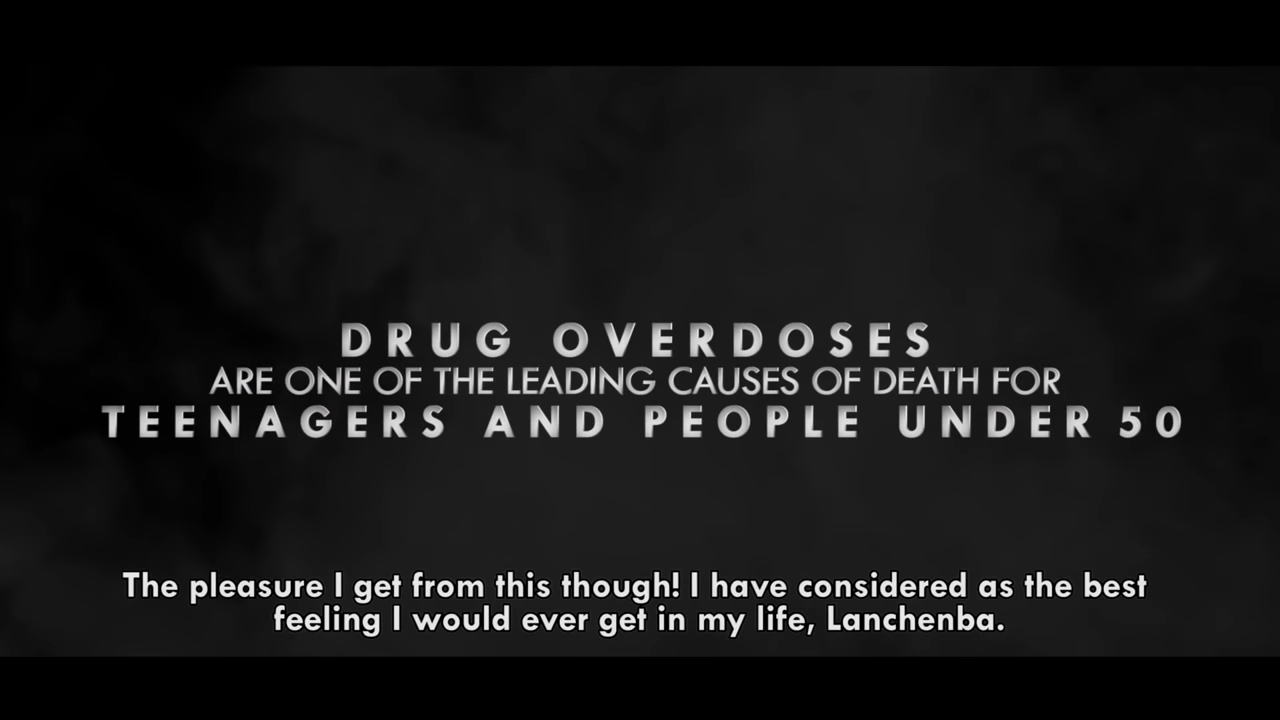 DRUG OVERDOSES
ARE ONE OF THE LEADING CAUSES OF DEATH FOR
TEENAGERS AND PEOPLE UNDER 50
The pleasure I get from this though! I have considered as the best
feeling I would ever get in my life, Lanchenba.